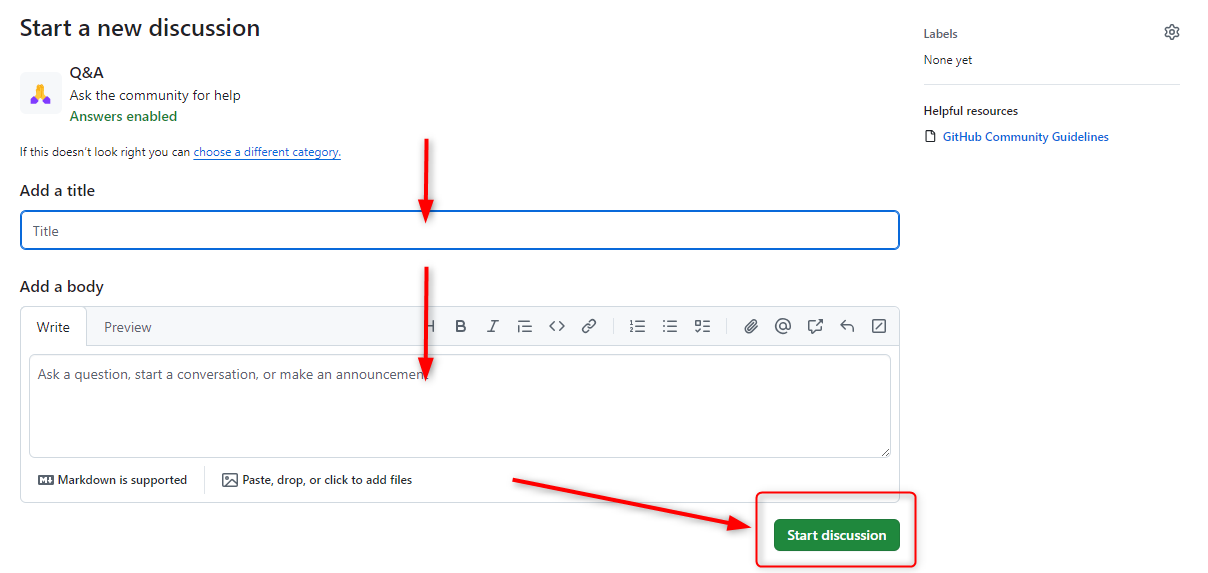 Start a new discussion
Q&A
Ask the community for help
Answers enabled
If this doesn't look right you can choose a different category.
Add a title
Title
Add a body
Write Preview
Ask a question, start a conversation, or make an announcement
Markdown is supported
Paste, drop, or click to add files
Start discussion
Labels
None yet
Helpful resources
GitHub Community Guidelines